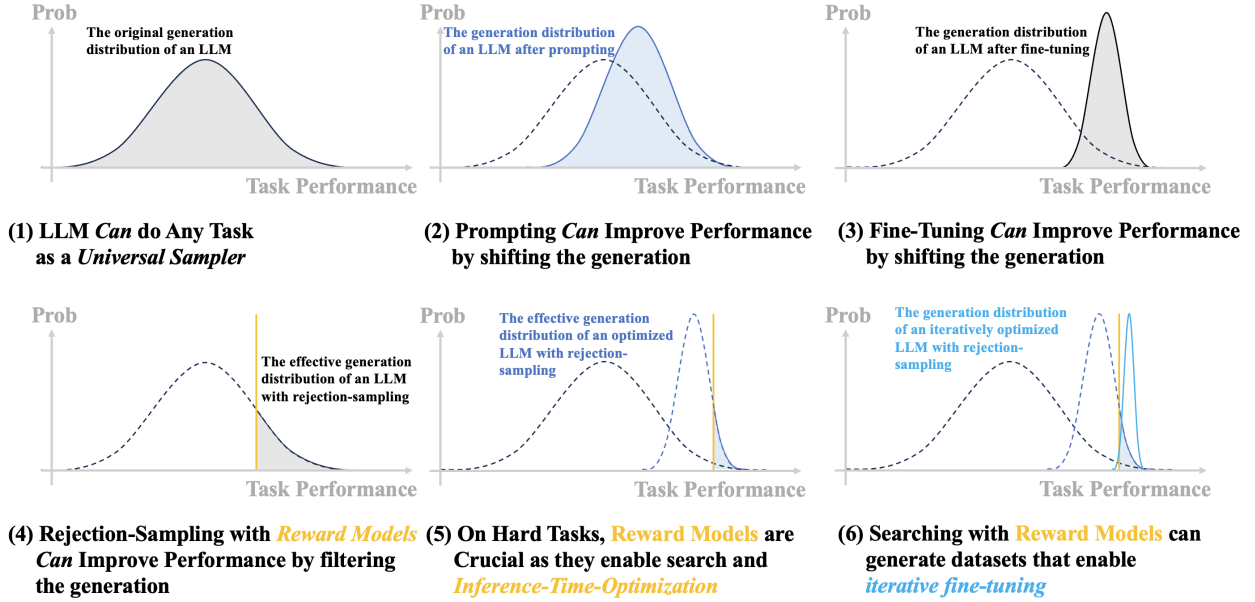 Prob
The original generation
distribution of an LLM
Task Performance
(1) LLM Can do Any Task
as a Universal Sampler
Prob
The generation distribution
of an LLM after prompting
Task Performance
(2) Prompting Can Improve Performance
by shifting the generation
Prob
The generation distribution
of an LLM after fine-tuning
Task Performance
(3) Fine-Tuning Can Improve Performance
by shifting the generation
Prob
The effective generation
distribution of an LLM
with rejection-sampling
Task Performance
(4) Rejection-Sampling with Reward Models
Can Improve Performance by filtering
the generation
Prob
The effective generation
distribution of an optimized
LLM with rejection-
sampling
Task Performance
(5) On Hard Tasks, Reward Models are
Crucial as they enable search and
Inference-Time-Optimization
Prob
The generation distribution
of an iteratively optimized
LLM with rejection-
sampling
Task Performance
(6) Searching with Reward Models can
generate datasets that enable
iterative fine-tuning